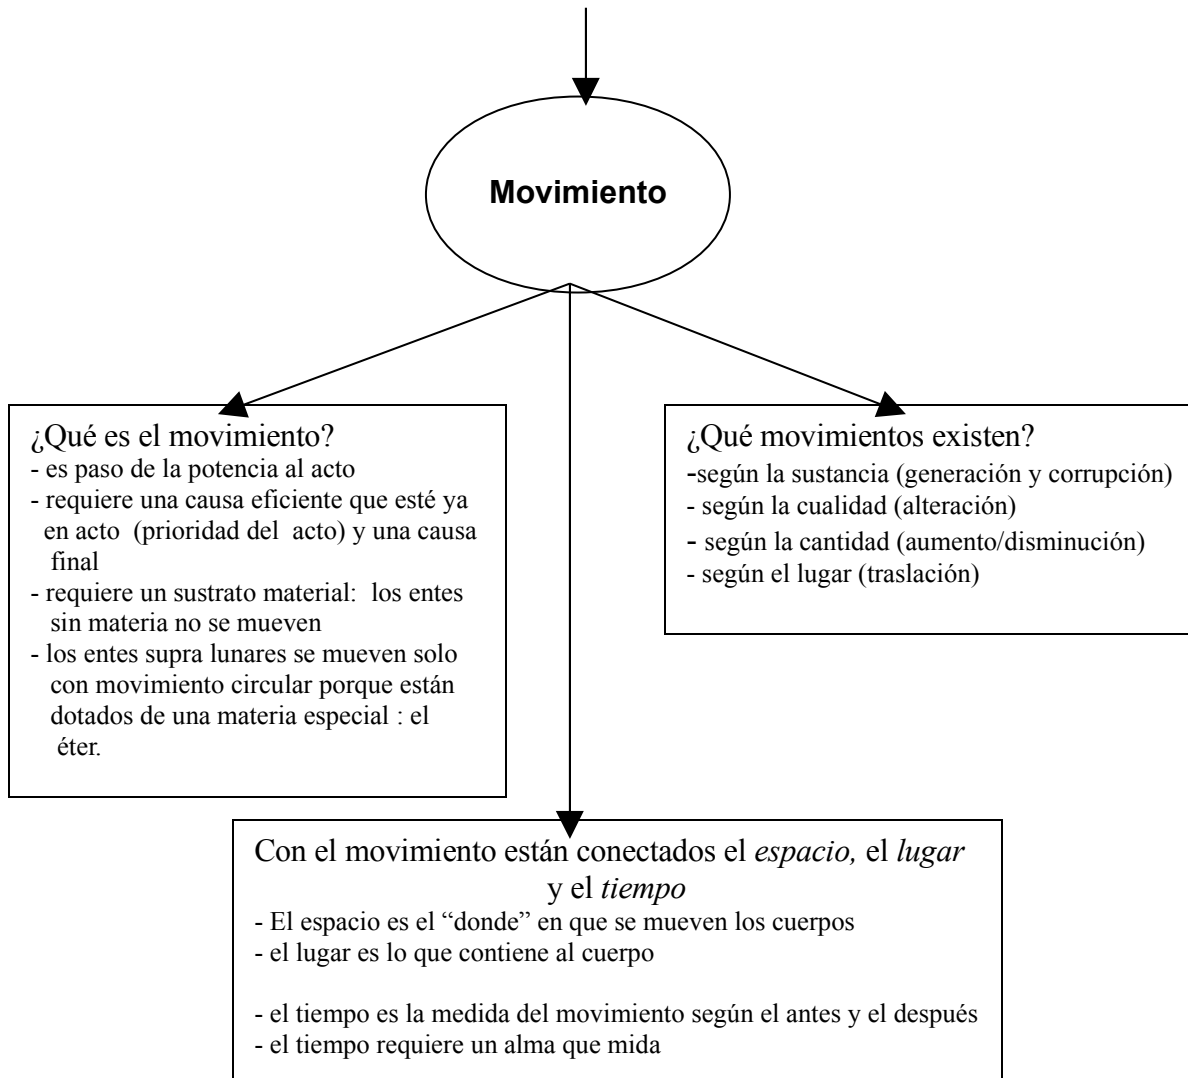 Movimiento
¿Qué es el movimiento?
- es paso de la potencia al acto
- requiere una causa eficiente que esté ya
en acto (prioridad del acto) y una causa
final
- requiere un sustrato material: los entes
sin materia no se mueven
- los entes supra lunares se mueven solo
con movimiento circular porque están
dotados de una materia especial : el
éter.
¿Qué movimientos existen?
-según la sustancia (generación y corrupción)
- según la cualidad (alteración)
- según la cantidad (aumento/disminución)
- según el lugar (traslación)
Con el movimiento están conectados el espacio, el lugar
y el tiempo
- El espacio es el “donde” en que se mueven los cuerpos
- el lugar es lo que contiene al cuerpo
- el tiempo es la medida del movimiento según el antes y el después
- el tiempo requiere un alma que mida